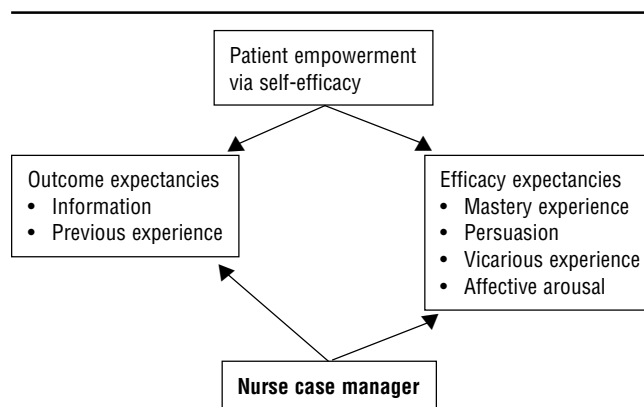 Patient empowerment
via self-efficacy
Outcome expectancies
• Information
• Previous experience
Efficacy expectancies
• Mastery experience
• Persuasion
• Vicarious experience
• Affective arousal
Nurse case manager